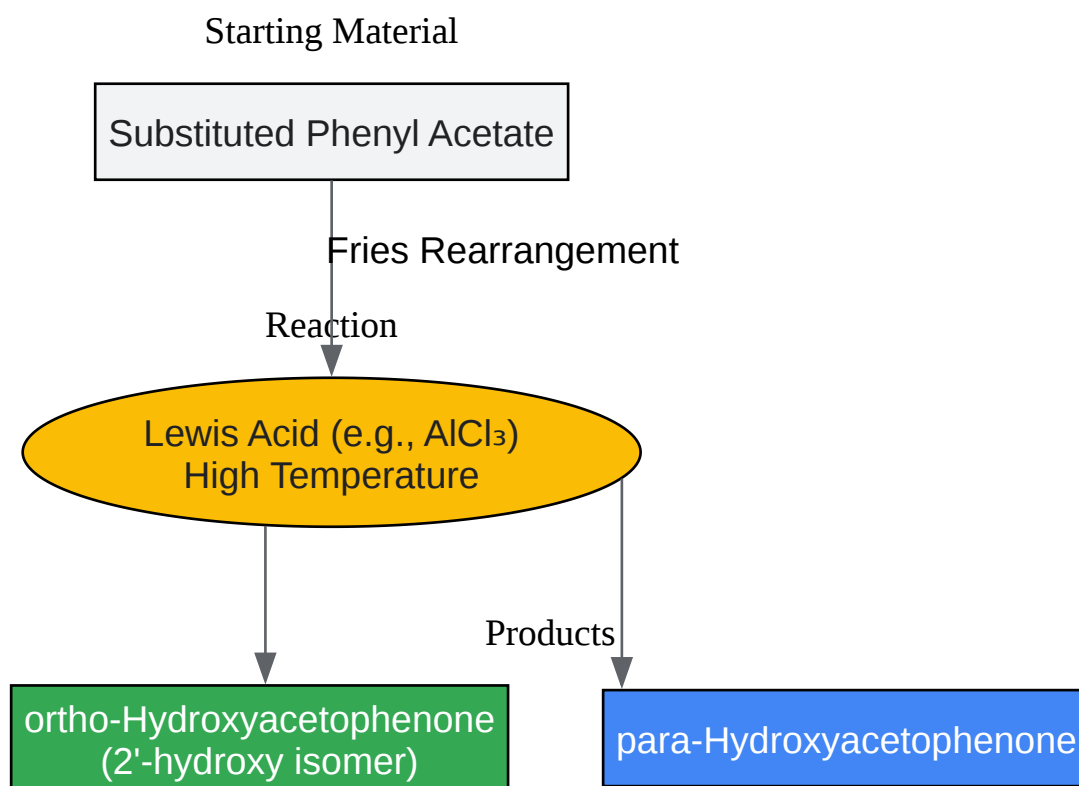 Starting Material
Substituted Phenyl Acetate
Fries Rearrangement
Reaction
Lewis Acid (e.g., AlCl₃)
High Temperature
Products
ortho-Hydroxyacetophenone
(2'-hydroxy isomer)
para-Hydroxyacetophenone